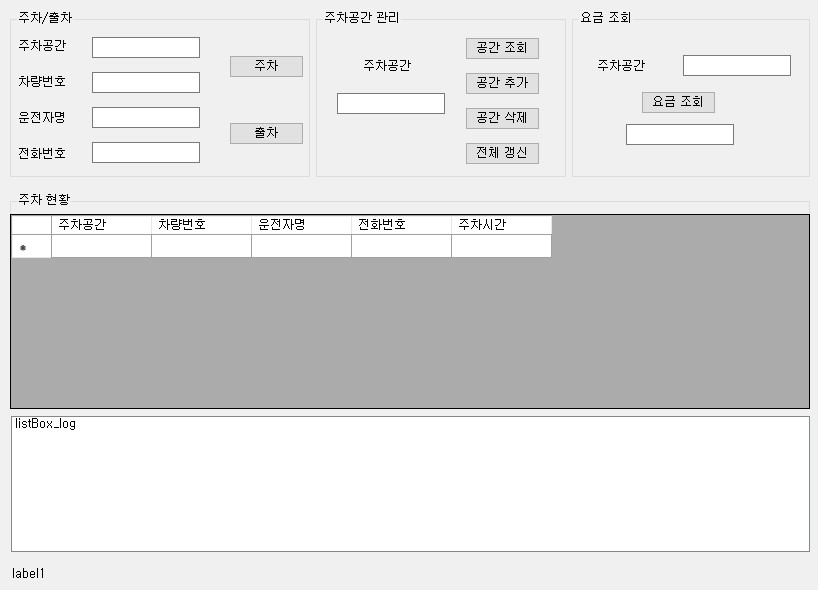 주차/출차
주차공간
차량번호
운전자명
전화번호
주차
출차
주차공간 관리
주차공간
공간 조회
공간 추가
공간 삭제
전체 갱신
요금 조회
주차공간
요금 조회
주차 현황
주차공간 차량번호 운전자명 전화번호 주차시간
*
listBox_log
label1